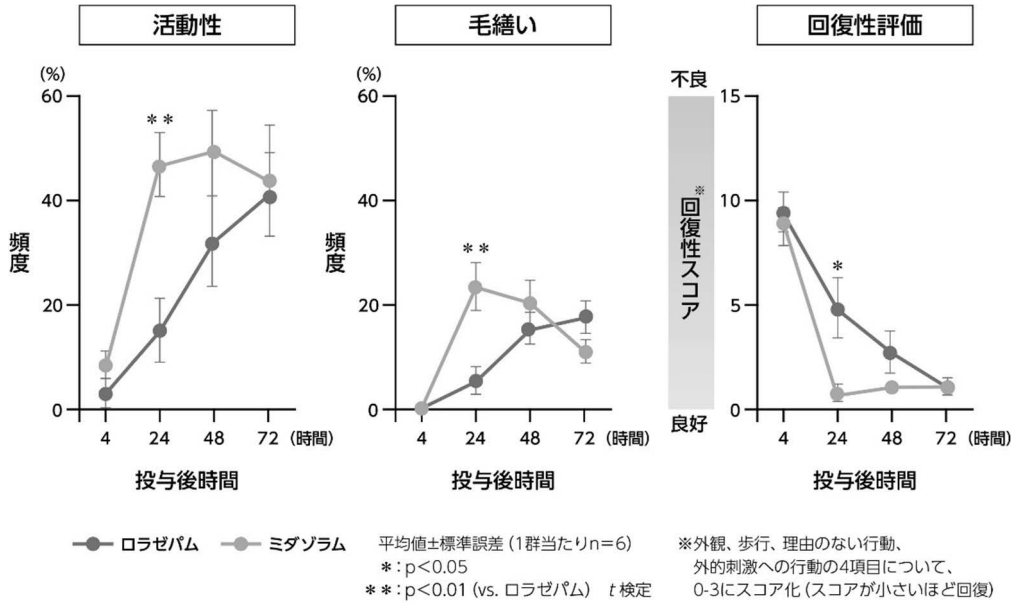 活動性
(%)
60
40
20
0
頻度
**
4 24 48 72 (時間)
投与後時間
毛繕い
(%)
60
40
20
0
頻度
**
4 24 48 72 (時間)
投与後時間
回復性評価
不良
回復性スコア※
良好
15
10
5
0
*
4 24 48 72 (時間)
投与後時間
ロラゼパム ミダゾラム
平均値±標準誤差(1群当たりn=6)
*:p<0.05
**:p<0.01(vs. ロラゼパム) t 検定
※外観、歩行、理由のない行動、
外的刺激への行動の4項目について、
0-3にスコア化(スコアが小さいほど回復)